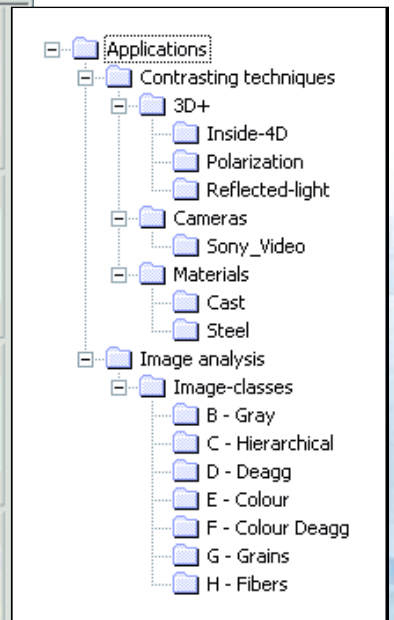 Applications
Contrasting techniques
3D+
Inside-4D
Polarization
Reflected-light
Cameras
Sony_Video
Materials
Cast
Steel
Image analysis
Image-classes
B - Gray
C - Hierarchical
D - Deagg
E - Colour
F - Colour Deagg
G - Grains
H - Fibers